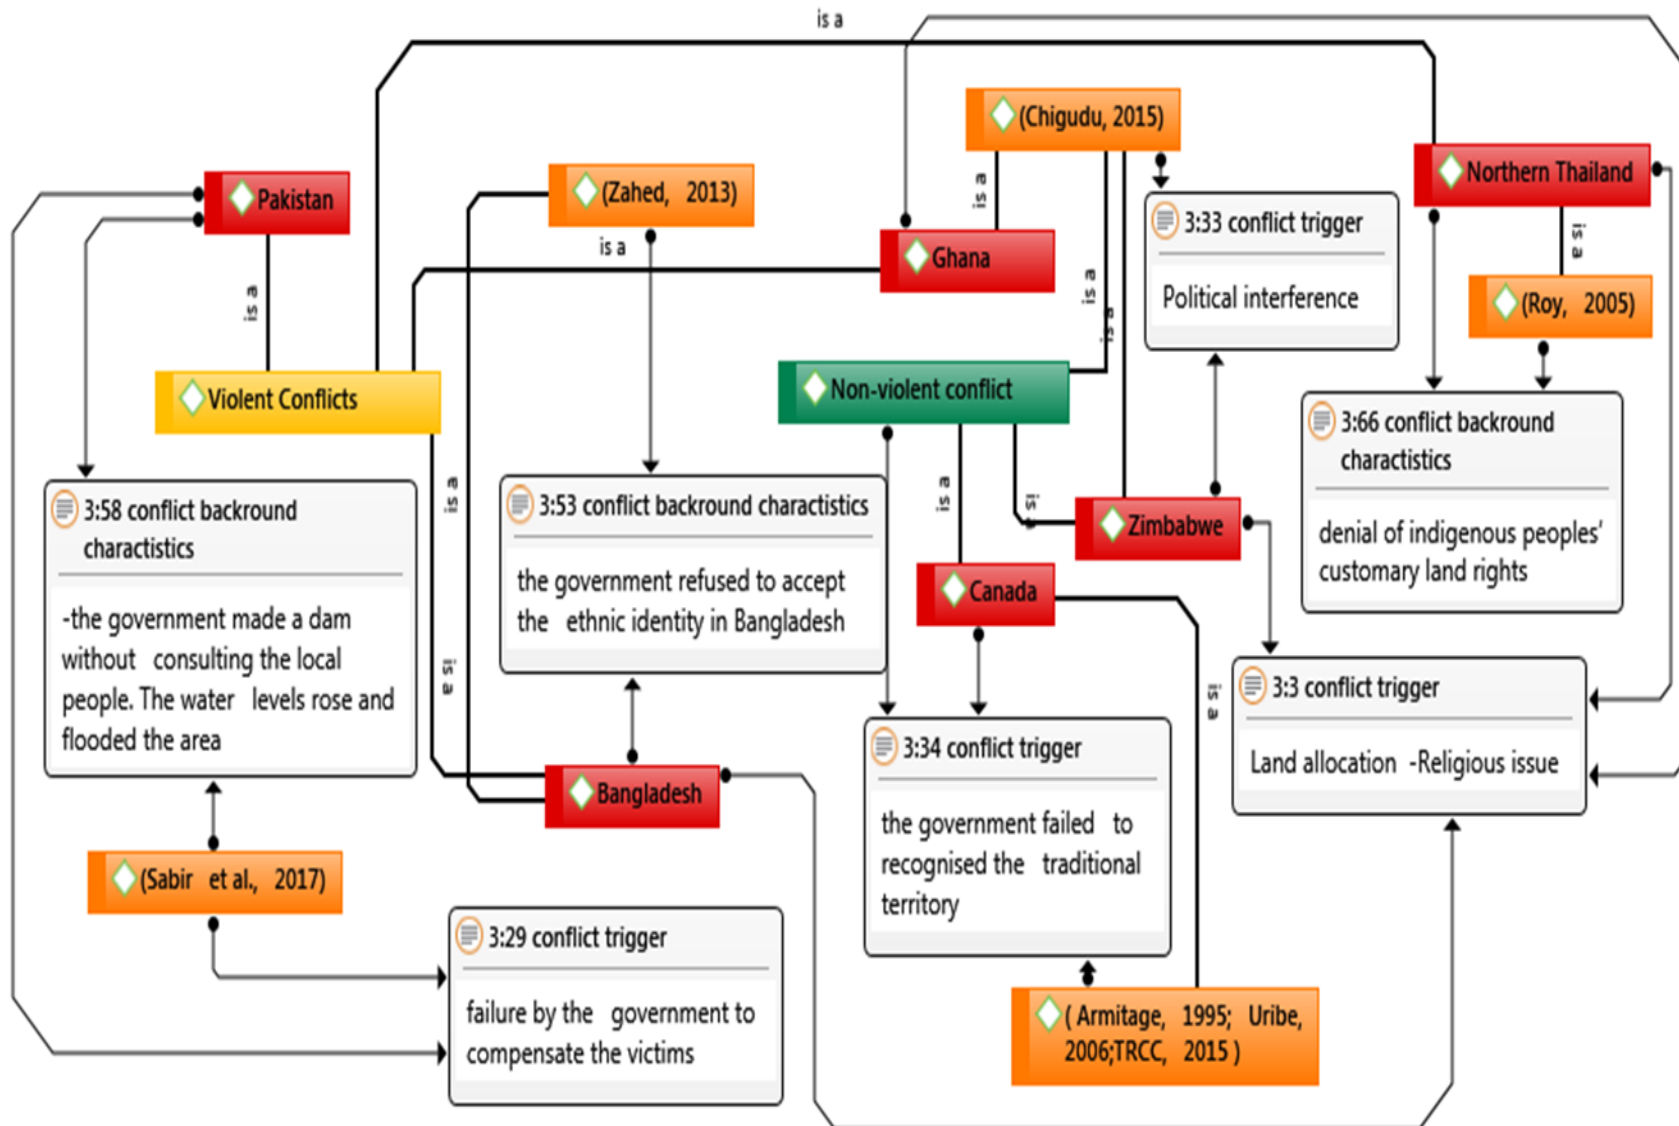 is a
(Chigudu, 2015)
Northern Thailand
Pakistan
(Zahed, 2013)
is a
is a
Ghana
3:33 conflict trigger
Political interference
is a
(Roy, 2005)
is a
is a
is a
Violent Conflicts
Non-violent conflict
3:66 conflict backround
charactistics
denial of indigenous peoples'
customary land rights
3:58 conflict backround
charactistics
-the government made a dam
without consulting the local
people. The water levels rose and
flooded the area
is a
3:53 conflict backround charactistics
the government refused to accept
the ethnic identity in Bangladesh
is a
is a
Zimbabwe
Canada
is a
is a
3:3 conflict trigger
Land allocation -Religious issue
3:34 conflict trigger
the government failed to
recognised the traditional
territory
Bangladesh
(Sabir et al., 2017)
3:29 conflict trigger
failure by the government to
compensate the victims
( Armitage, 1995; Uribe,
2006;TRCC, 2015 )